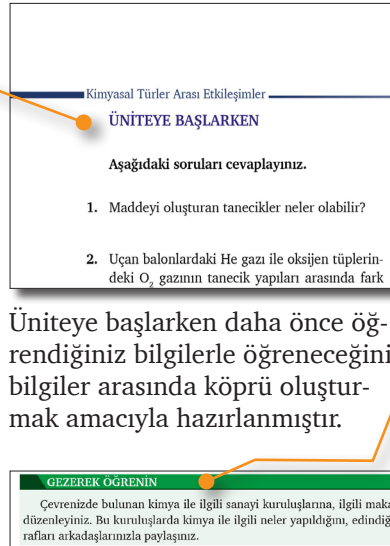 Kimyasal Türler Arası Etkileşimler
ÜNİTEYE BAŞLARKEN
Aşağıdaki soruları cevaplayınız.
1. Maddeyi oluşturan tanecikler neler olabilir?
2. Uçan balonlardaki He gazı ile oksijen tüplerin-
deki O₂ gazının tanecik yapıları arasında fark
Üniteye başlarken daha önce öğ-
rendiğiniz bilgilerle öğreneceğini
bilgiler arasında köprü oluştur-
mak amacıyla hazırlanmıştır.
GEZEREK ÖĞRENİN
Çevrenizde bulunan kimya ile ilgili sanayi kuruluşlarına, ilgili maka
düzenleyiniz. Bu kuruluşlarda kimya ile ilgili neler yapıldığını, edindiğ
rafları arkadaşlarınızla paylaşınız.